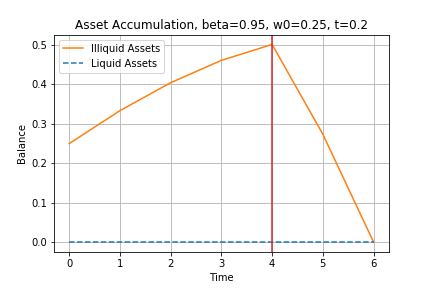 Asset Accumulation, beta=0.95, w0=0.25, t=0.2
Illiquid Assets
Liquid Assets
Balance
0.5
0.4
0.3
0.2
0.1
0.0
0 1 2 3 4 5 6
Time